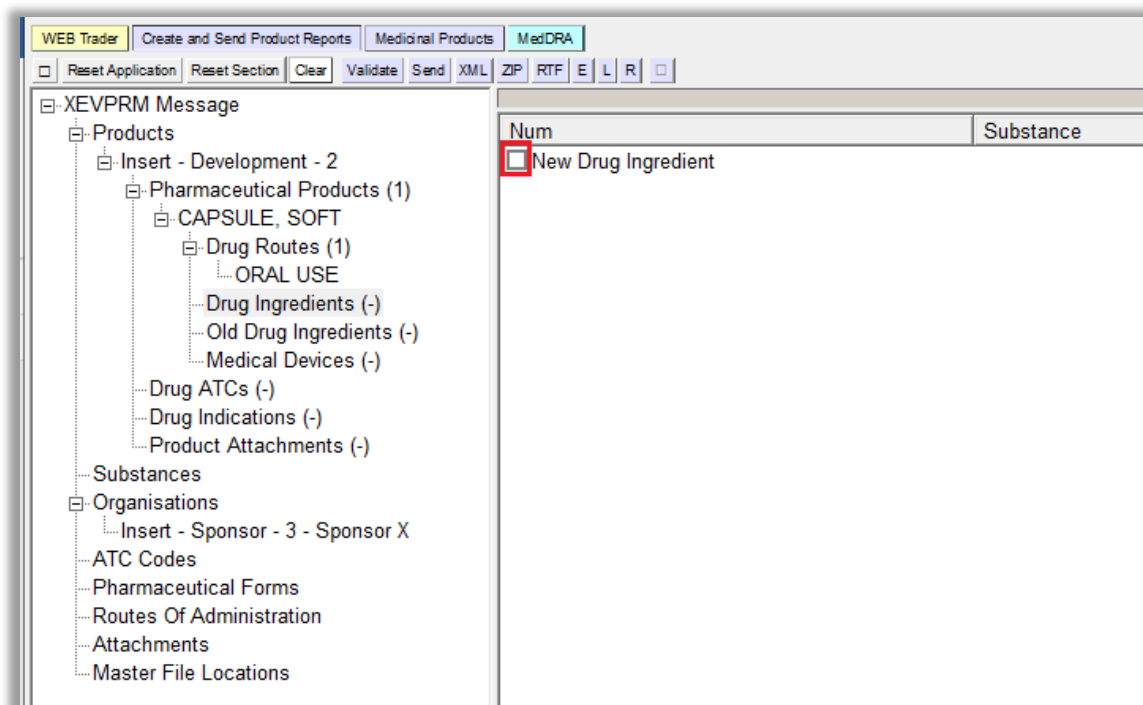 WEB Trader Create and Send Product Reports Medicinal Products MedDRA
Reset Application Reset Section Clear Validate Send XML ZIP RTF E L R
XEVPRM Message
Products
Insert - Development - 2
Pharmaceutical Products (1)
CAPSULE, SOFT
Drug Routes (1)
ORAL USE
Drug Ingredients (-)
Old Drug Ingredients (-)
Medical Devices (-)
Drug ATCs (-)
Drug Indications (-)
Product Attachments (-)
Substances
Organisations
Insert - Sponsor - 3 - Sponsor X
ATC Codes
Pharmaceutical Forms
Routes Of Administration
Attachments
Master File Locations
Num Substance
New Drug Ingredient